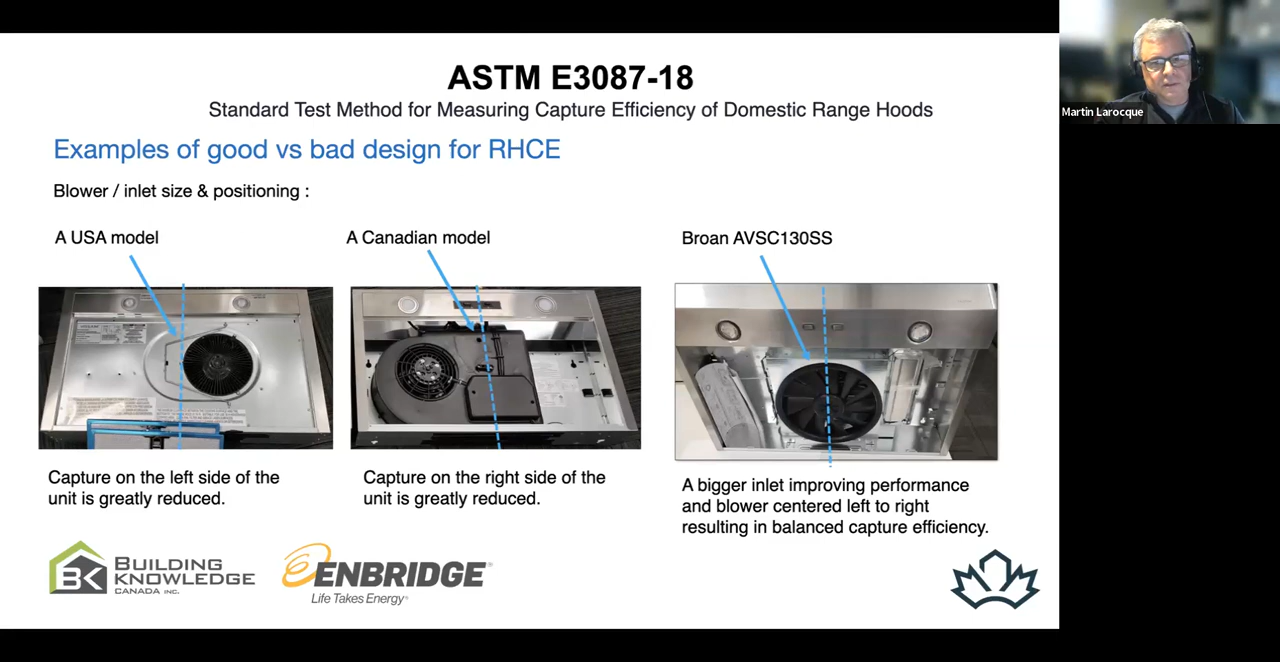 ASTM E3087-18
Standard Test Method for Measuring Capture Efficiency of Domestic Range Hoods
Examples of good vs bad design for RHCE
Blower / inlet size & positioning :
A USA model
A Canadian model
Broan AVSC130SS
Capture on the left side of the
unit is greatly reduced.
Capture on the right side of the
unit is greatly reduced.
A bigger inlet improving performance
and blower centered left to right
resulting in balanced capture efficiency.
BK BUILDING
KNOWLEDGE
CANADA INC.
ENBRIDGE®
Life Takes Energy®
Martin Larocque